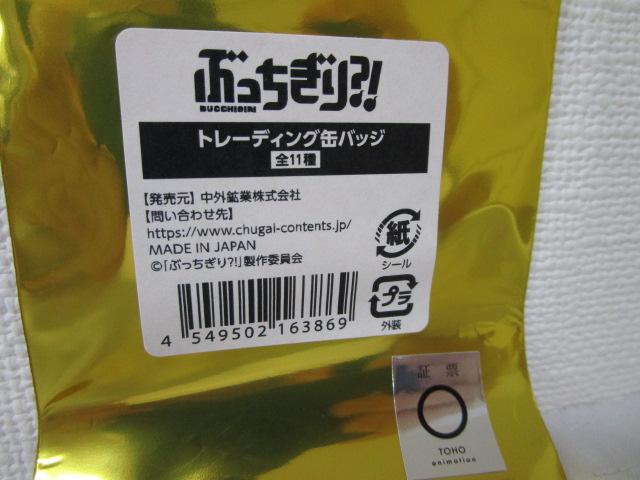 ぶっちぎり?!
BUCCHIGIRI
トレーディング缶バッジ
全11種
【発売元】中外鉱業株式会社
【問い合わせ先】
https://www.chugai-contents.jp/
MADE IN JAPAN
©「ぶっちぎり?!」製作委員会
紙
シール
プラ
外装
4 549502 163869
証票
TOHO
animation